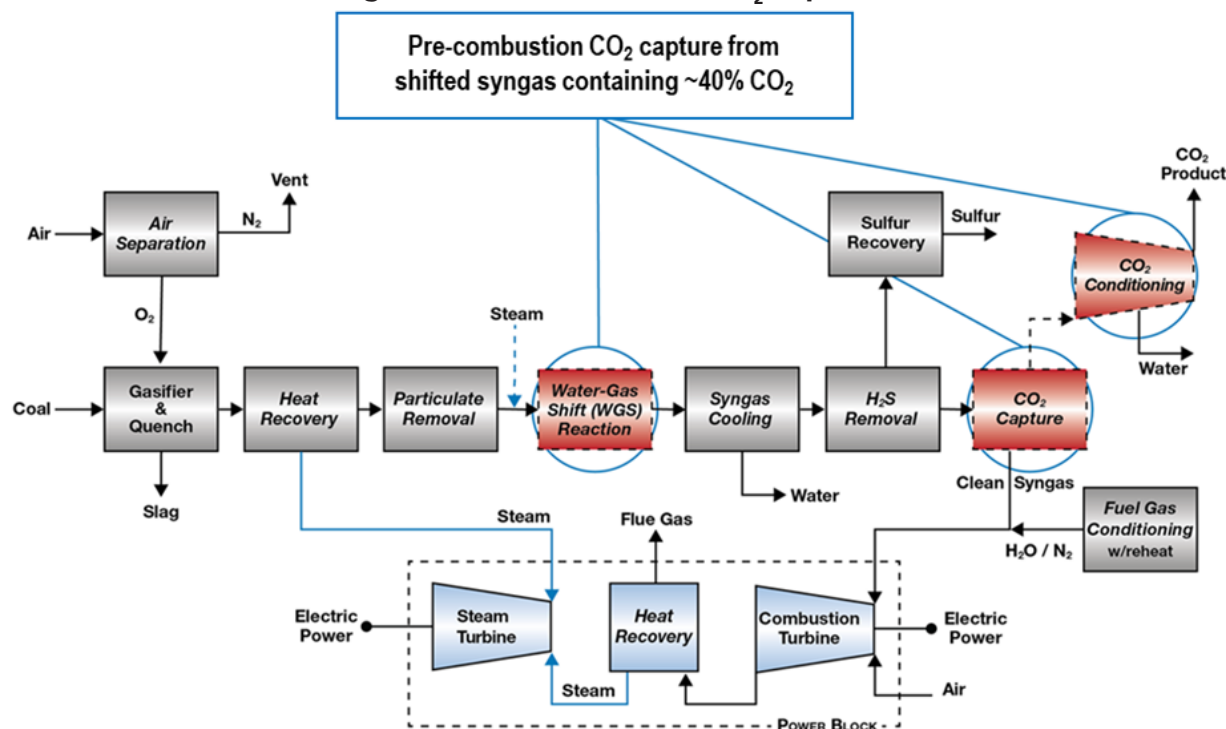 Pre-combustion CO₂ capture from
shifted syngas containing ~40% CO₂
CO₂
Product
Vent
N₂
Air
Air
Separation
Sulfur
Recovery
Sulfur
CO₂
Conditioning
O₂
Steam
Water
Coal
Gasifier
&
Quench
Heat
Recovery
Particulate
Removal
Water-Gas
Shift (WGS)
Reaction
Syngas
Cooling
H₂S
Removal
CO₂
Capture
Slag
Water
Clean Syngas
Steam
Flue Gas
Fuel Gas
Conditioning
w/reheat
H₂O / N₂
Electric
Power
Steam
Turbine
Heat
Recovery
Combustion
Turbine
Electric
Power
Steam
Air
POWER BLOCK